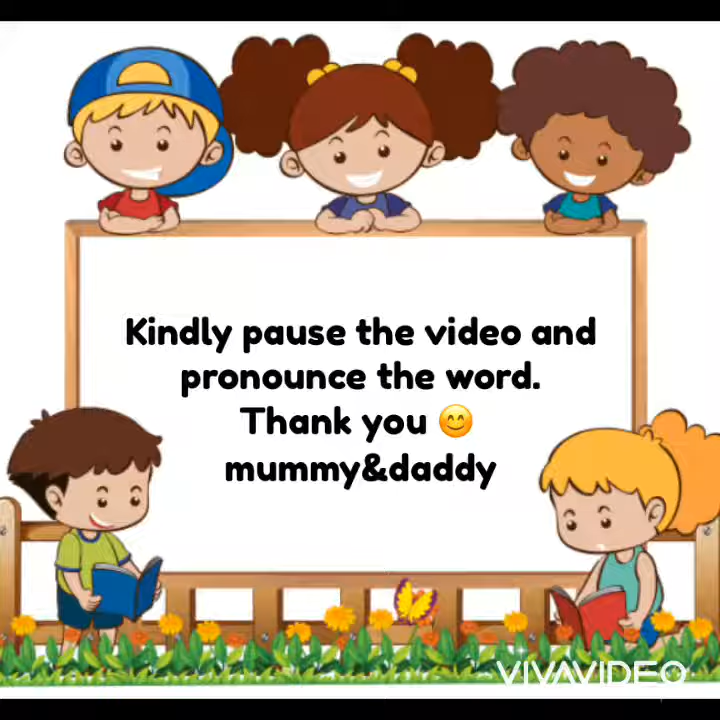 Kindly pause the video and
pronounce the word.
Thank you 😊
mummy&daddy
VIVAVIDEO